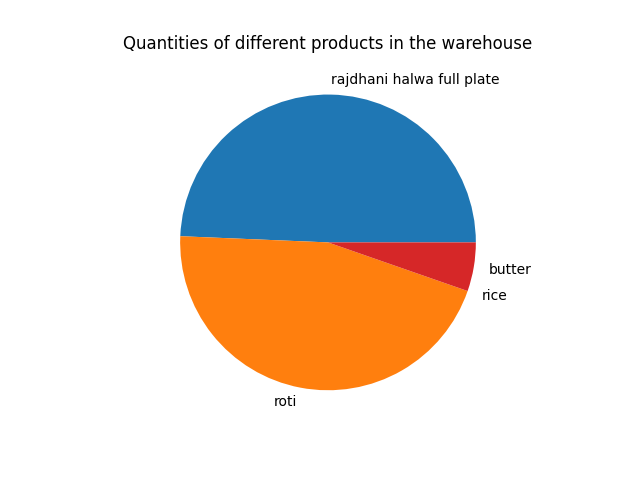 Quantities of different products in the warehouse
rajdhani halwa full plate
butter
rice
roti